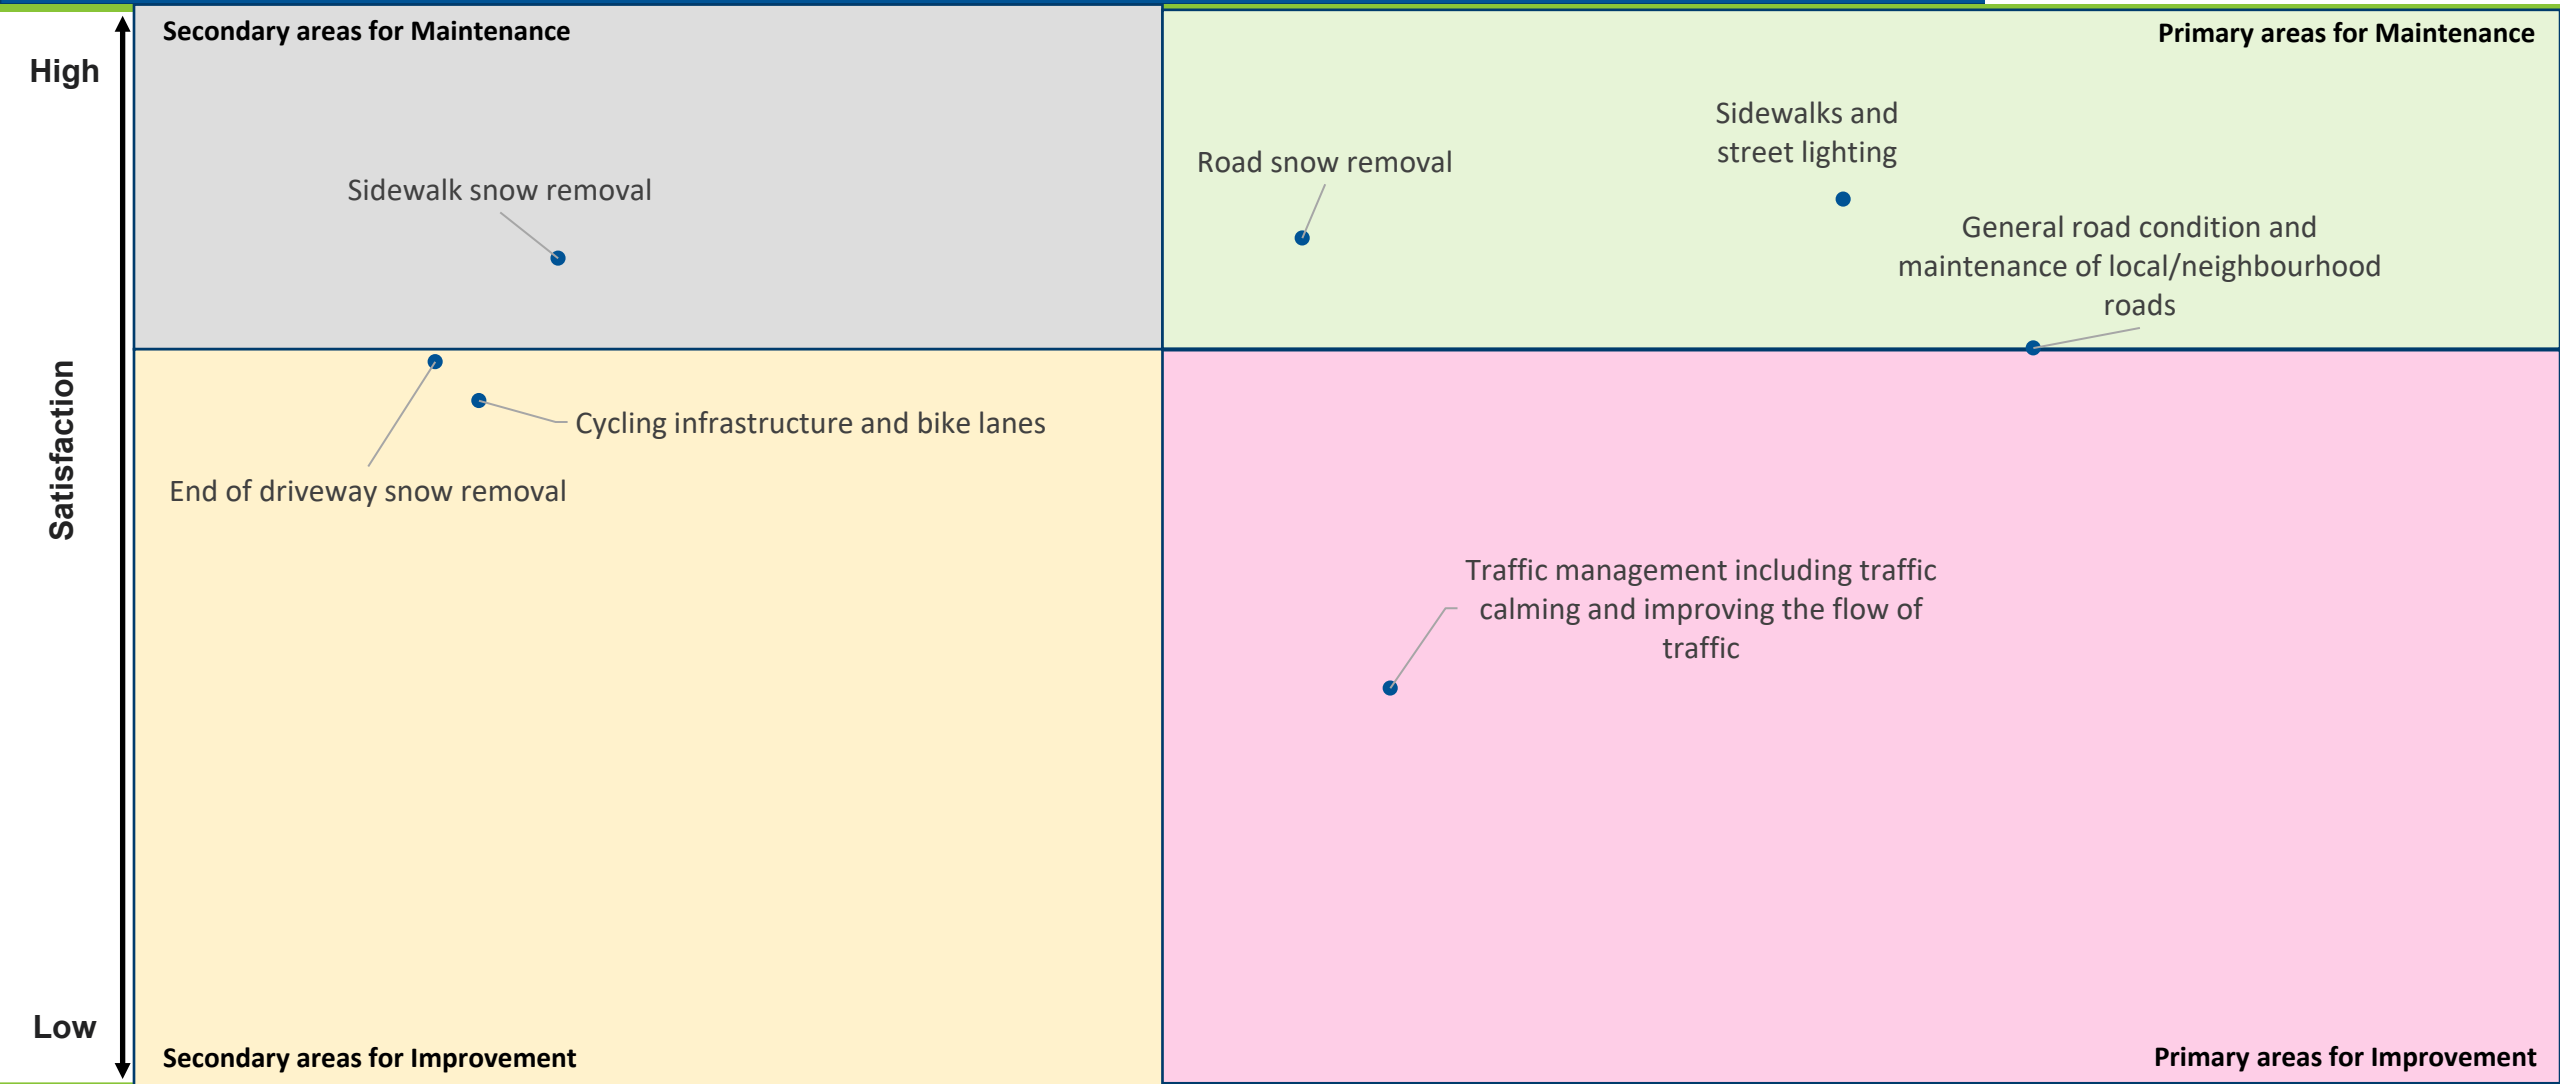 Secondary areas for Maintenance
Primary areas for Maintenance
High
Sidewalks and
street lighting
Road snow removal
Sidewalk snow removal
General road condition and
maintenance of local/neighbourhood
roads
Satisfaction
Cycling infrastructure and bike lanes
End of driveway snow removal
Traffic management including traffic
calming and improving the flow of
traffic
Low
Secondary areas for Improvement
Primary areas for Improvement